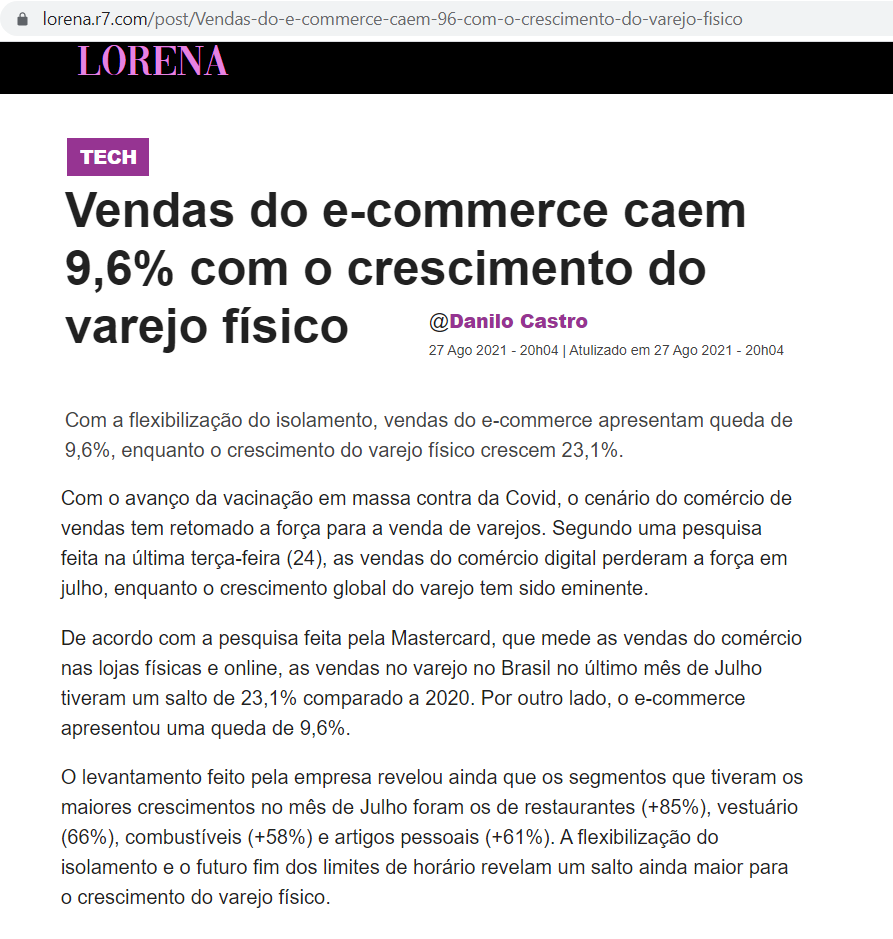 lorena.r7.com/post/Vendas-do-e-commerce-caem-96-com-o-crescimento-do-varejo-fisico
LORENA
TECH
Vendas do e-commerce caem
9,6% com o crescimento do
varejo físico
@Danilo Castro
27 Ago 2021 - 20h04 | Atulizado em 27 Ago 2021 - 20h04
Com a flexibilização do isolamento, vendas do e-commerce apresentam queda de
9,6%, enquanto o crescimento do varejo físico crescem 23,1%.
Com o avanço da vacinação em massa contra da Covid, o cenário do comércio de
vendas tem retomado a força para a venda de varejos. Segundo uma pesquisa
feita na última terça-feira (24), as vendas do comércio digital perderam a força em
julho, enquanto o crescimento global do varejo tem sido eminente.
De acordo com a pesquisa feita pela Mastercard, que mede as vendas do comércio
nas lojas físicas e online, as vendas no varejo no Brasil no último mês de Julho
tiveram um salto de 23,1% comparado a 2020. Por outro lado, o e-commerce
apresentou uma queda de 9,6%.
O levantamento feito pela empresa revelou ainda que os segmentos que tiveram os
maiores crescimentos no mês de Julho foram os de restaurantes (+85%), vestuário
(66%), combustíveis (+58%) e artigos pessoais (+61%). A flexibilização do
isolamento e o futuro fim dos limites de horário revelam um salto ainda maior para
o crescimento do varejo físico.